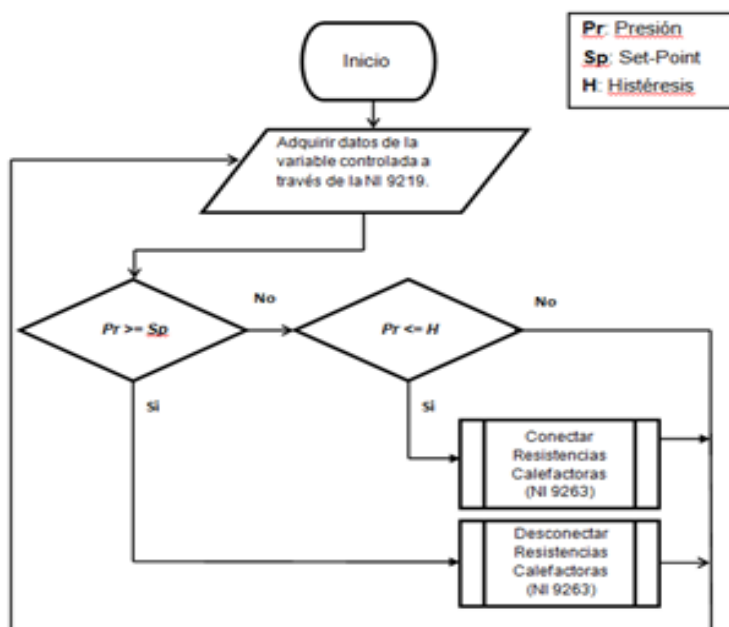 Pr: Presión
Sp: Set-Point
H: Histéresis
Inicio
Adquirir datos de la
variable controlada a
través de la NI 9219.
Pr >= Sp
No
Pr <= H
No
Si
Si
Conectar
Resistencias
Calefactoras
(NI 9263)
Desconectar
Resistencias
Calefactoras
(NI 9263)